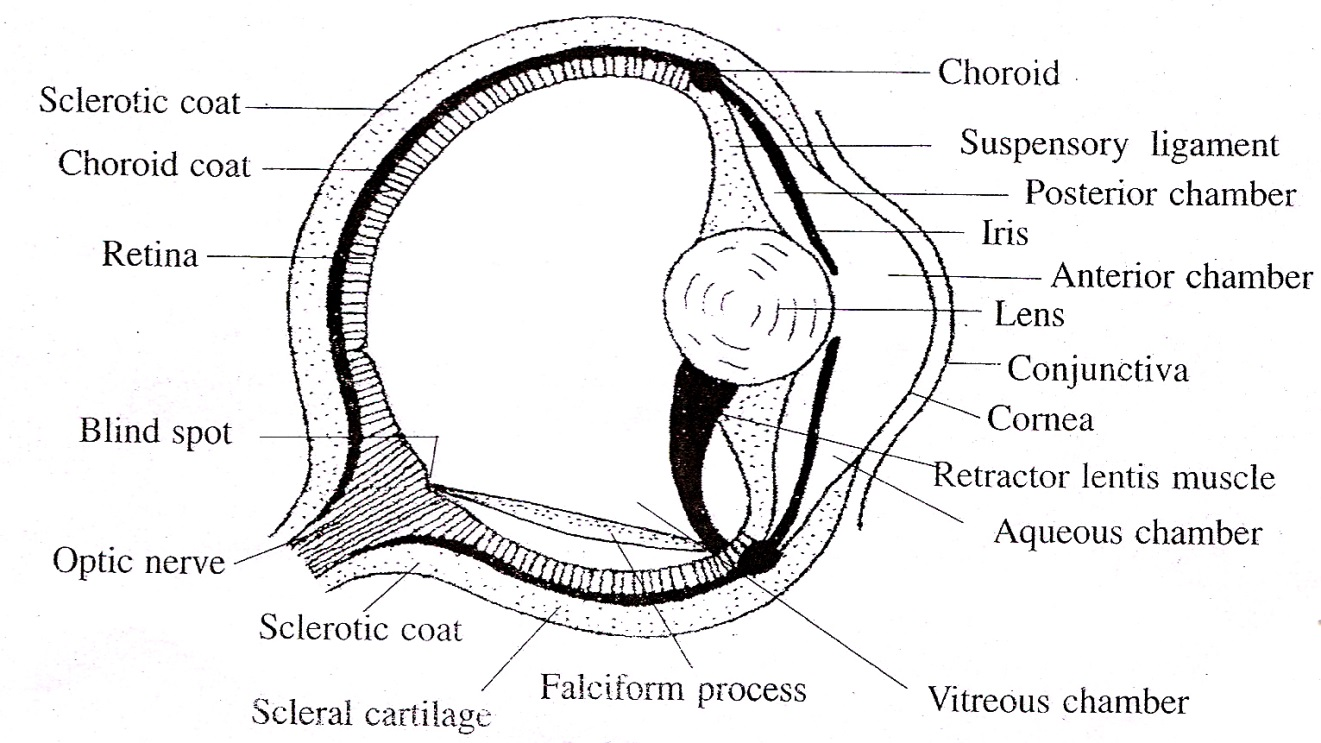 Sclerotic coat
Choroid coat
Retina
Blind spot
Optic nerve
Sclerotic coat
Scleral cartilage
Falciform process
Choroid
Suspensory ligament
Posterior chamber
Iris
Anterior chamber
Lens
Conjunctiva
Cornea
Retractor lentis muscle
Aqueous chamber
Vitreous chamber